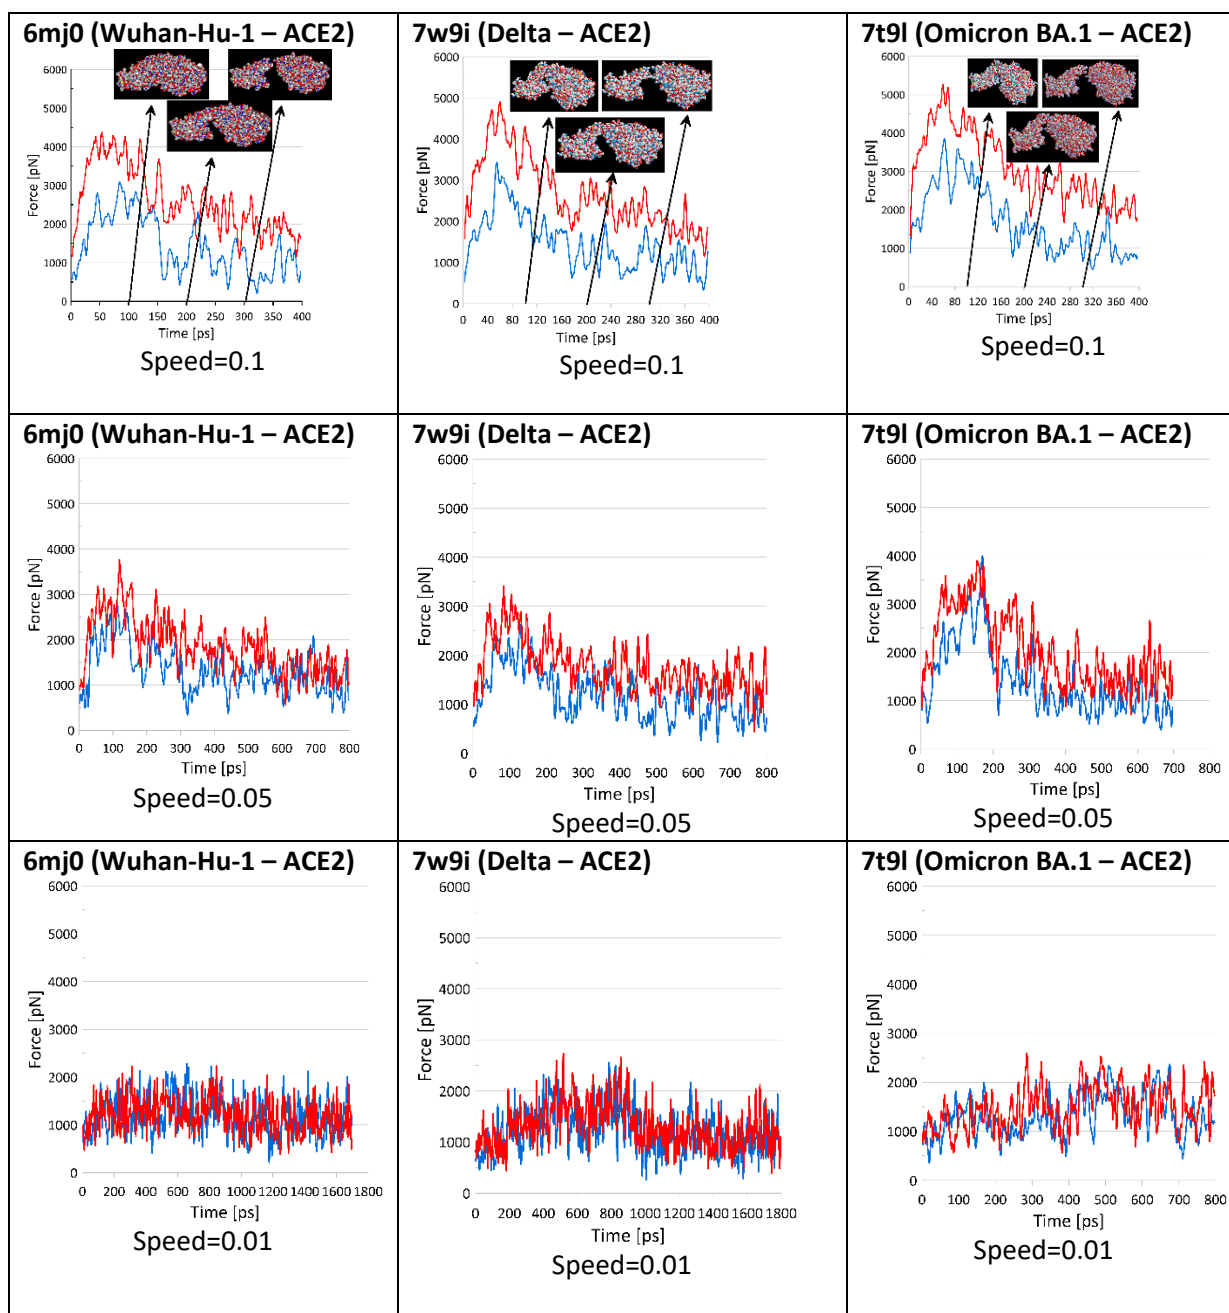 6mj0 (Wuhan-Hu-1 – ACE2)
6000
5000
4000
3000
2000
1000
0
Force [pN]
0 50 100 150 200 250 300 350 400
Time [ps]
Speed=0.1
7w9i (Delta – ACE2)
6000
5000
4000
3000
2000
1000
0
Force [pN]
0 40 80 120 160 200 240 280 320 360 400
Time [ps]
Speed=0.1
7t9l (Omicron BA.1 – ACE2)
6000
5000
4000
3000
2000
1000
0
Force [pN]
0 40 80 120 160 200 240 280 320 360 400
Time [ps]
Speed=0.1
6mj0 (Wuhan-Hu-1 – ACE2)
6000
5000
4000
3000
2000
1000
0
Force [pN]
0 100 200 300 400 500 600 700 800
Time [ps]
Speed=0.05
7w9i (Delta – ACE2)
6000
5000
4000
3000
2000
1000
0
Force [pN]
0 100 200 300 400 500 600 700 800
Time [ps]
Speed=0.05
7t9l (Omicron BA.1 – ACE2)
6000
5000
4000
3000
2000
1000
0
Force [pN]
0 100 200 300 400 500 600 700 800
Time [ps]
Speed=0.05
6mj0 (Wuhan-Hu-1 – ACE2)
6000
5000
4000
3000
2000
1000
0
Force [pN]
0 200 400 600 800 1000 1200 1400 1600 1800
Time [ps]
Speed=0.01
7w9i (Delta – ACE2)
6000
5000
4000
3000
2000
1000
0
Force [pN]
0 200 400 600 800 1000 1200 1400 1600 1800
Time [ps]
Speed=0.01
7t9l (Omicron BA.1 – ACE2)
6000
5000
4000
3000
2000
1000
0
Force [pN]
0 100 200 300 400 500 600 700 800
Time [ps]
Speed=0.01